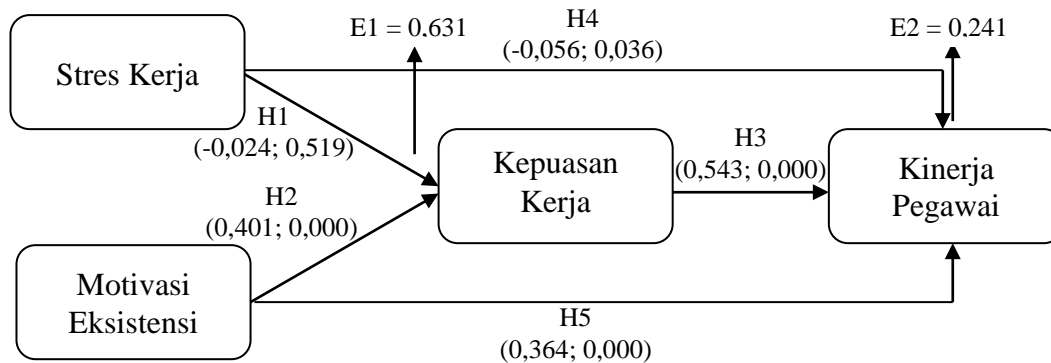 E1 = 0,631
H4
(-0,056; 0,036)
E2 = 0,241
Stres Kerja
H1
(-0,024; 0,519)
H2
(0,401; 0,000)
Kepuasan
Kerja
H3
(0,543; 0,000)
Kinerja
Pegawai
Motivasi
Eksistensi
H5
(0,364; 0,000)